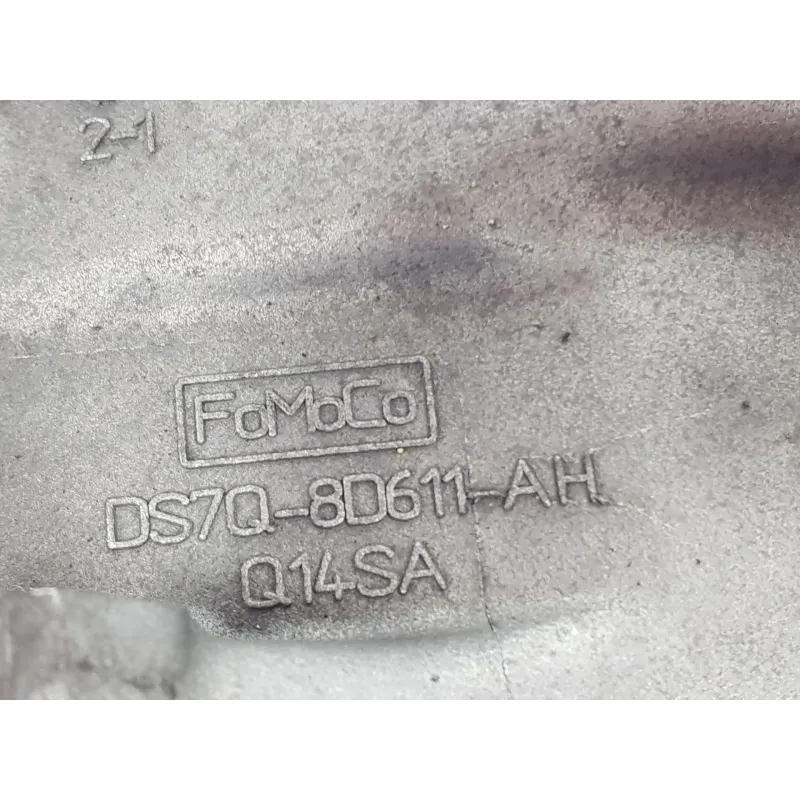 2-1
FoMoCo
DS7Q-8D611-AH
Q14SA